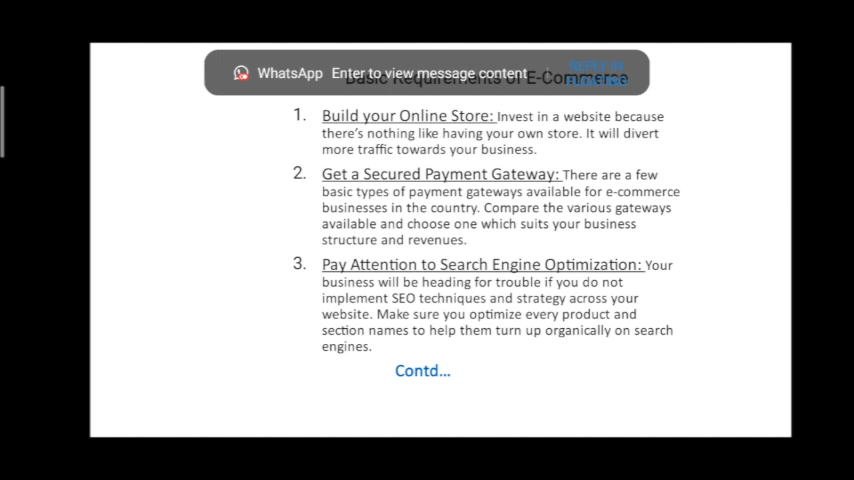 WhatsApp Enter to view message content
Basic Requirements of E-Commerce
1. Build your Online Store: Invest in a website because
there's nothing like having your own store. It will divert
more traffic towards your business.
2. Get a Secured Payment Gateway: There are a few
basic types of payment gateways available for e-commerce
businesses in the country. Compare the various gateways
available and choose one which suits your business
structure and revenues.
3. Pay Attention to Search Engine Optimization: Your
business will be heading for trouble if you do not
implement SEO techniques and strategy across your
website. Make sure you optimize every product and
section names to help them turn up organically on search
engines.
Contd...